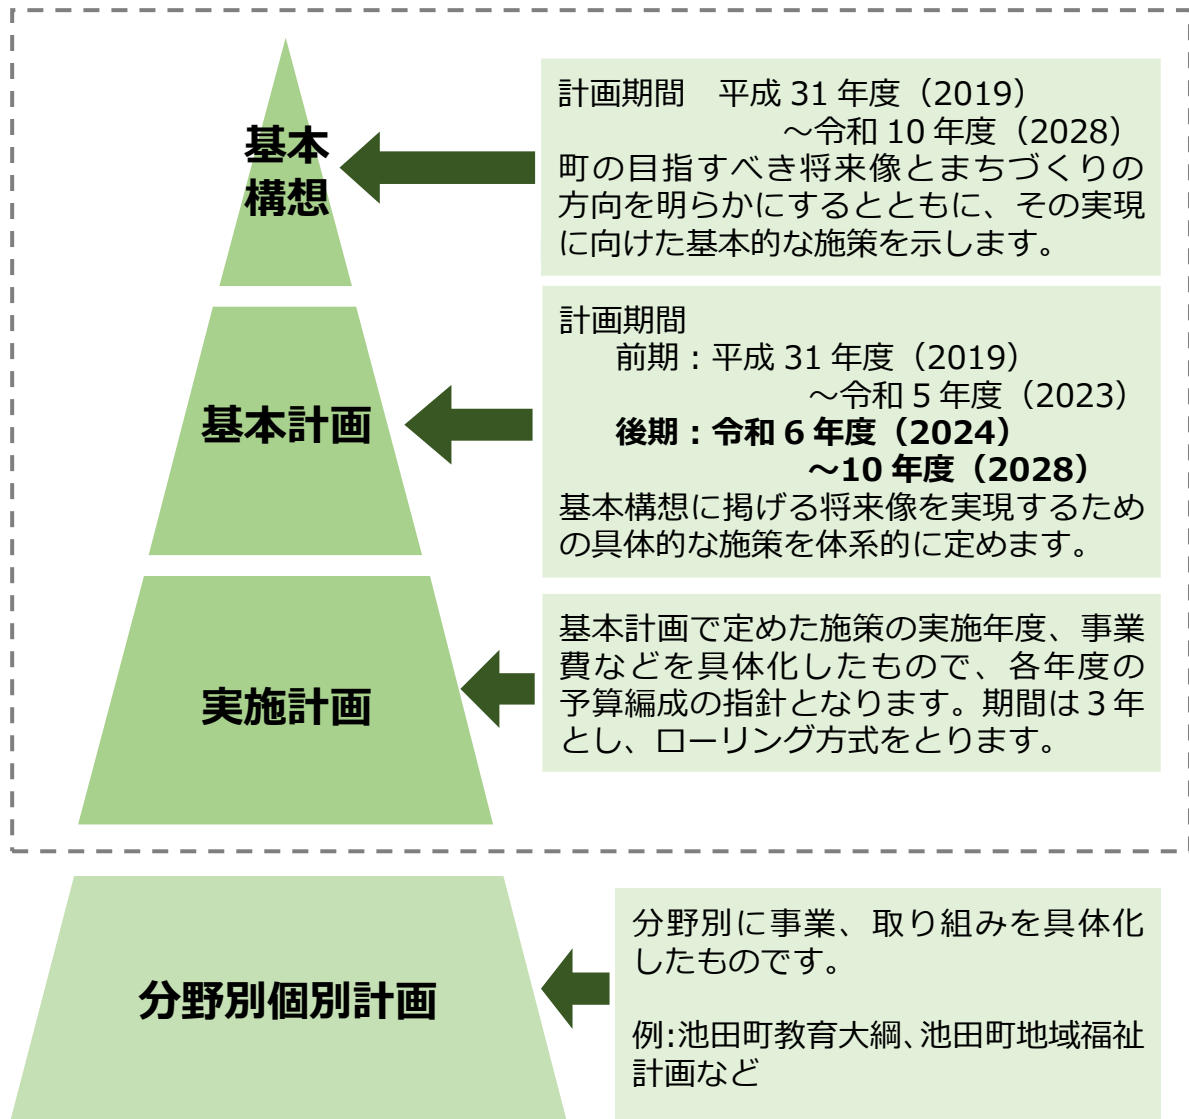 基本
構想
計画期間 平成 31 年度（2019）
～令和 10 年度（2028）
町の目指すべき将来像とまちづくりの
方向を明らかにするとともに、その実現
に向けた基本的な施策を示します。
基本計画
計画期間
前期：平成 31 年度（2019）
～令和 5 年度（2023）
後期：令和 6 年度（2024）
～10 年度（2028）
基本構想に掲げる将来像を実現するため
の具体的な施策を体系的に定めます。
実施計画
基本計画で定めた施策の実施年度、事業
費などを具体化したもので、各年度の
予算編成の指針となります。期間は３年
とし、ローリング方式をとります。
分野別個別計画
分野別に事業、取り組みを具体化
したものです。
例:池田町教育大綱、池田町地域福祉
計画など